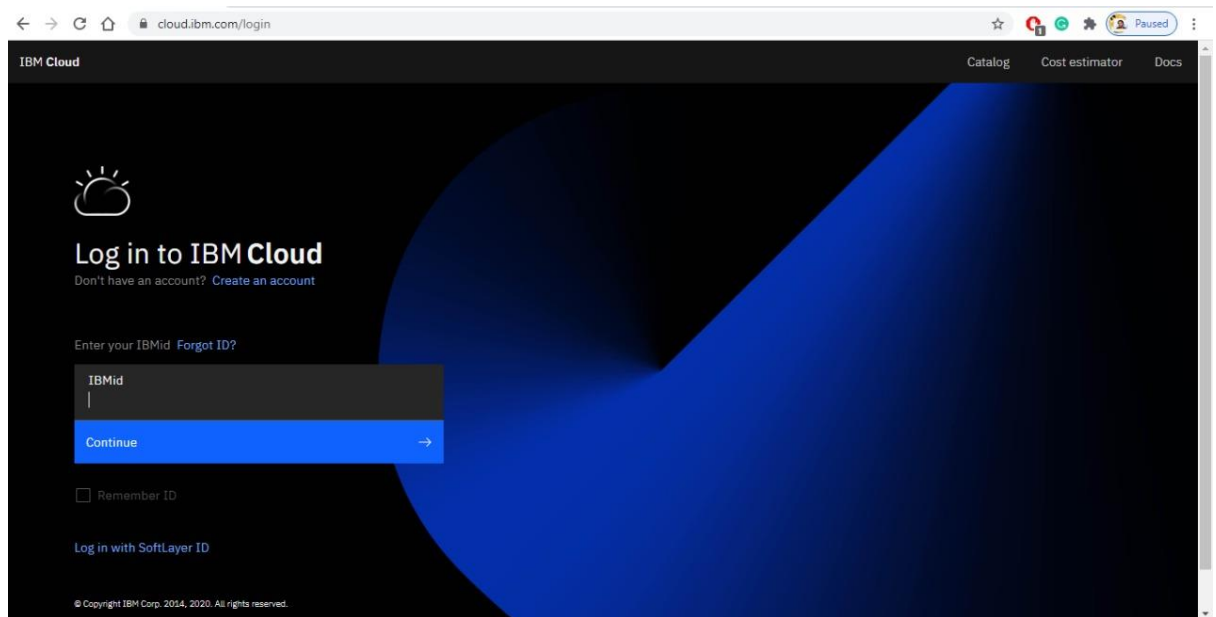 cloud.ibm.com/login
1
Paused
IBM Cloud
Catalog Cost estimator Docs
Log in to IBM Cloud
Don't have an account? Create an account
Enter your IBMid Forgot ID?
IBMid
Continue
Remember ID
Log in with SoftLayer ID
© Copyright IBM Corp. 2014, 2020. All rights reserved.